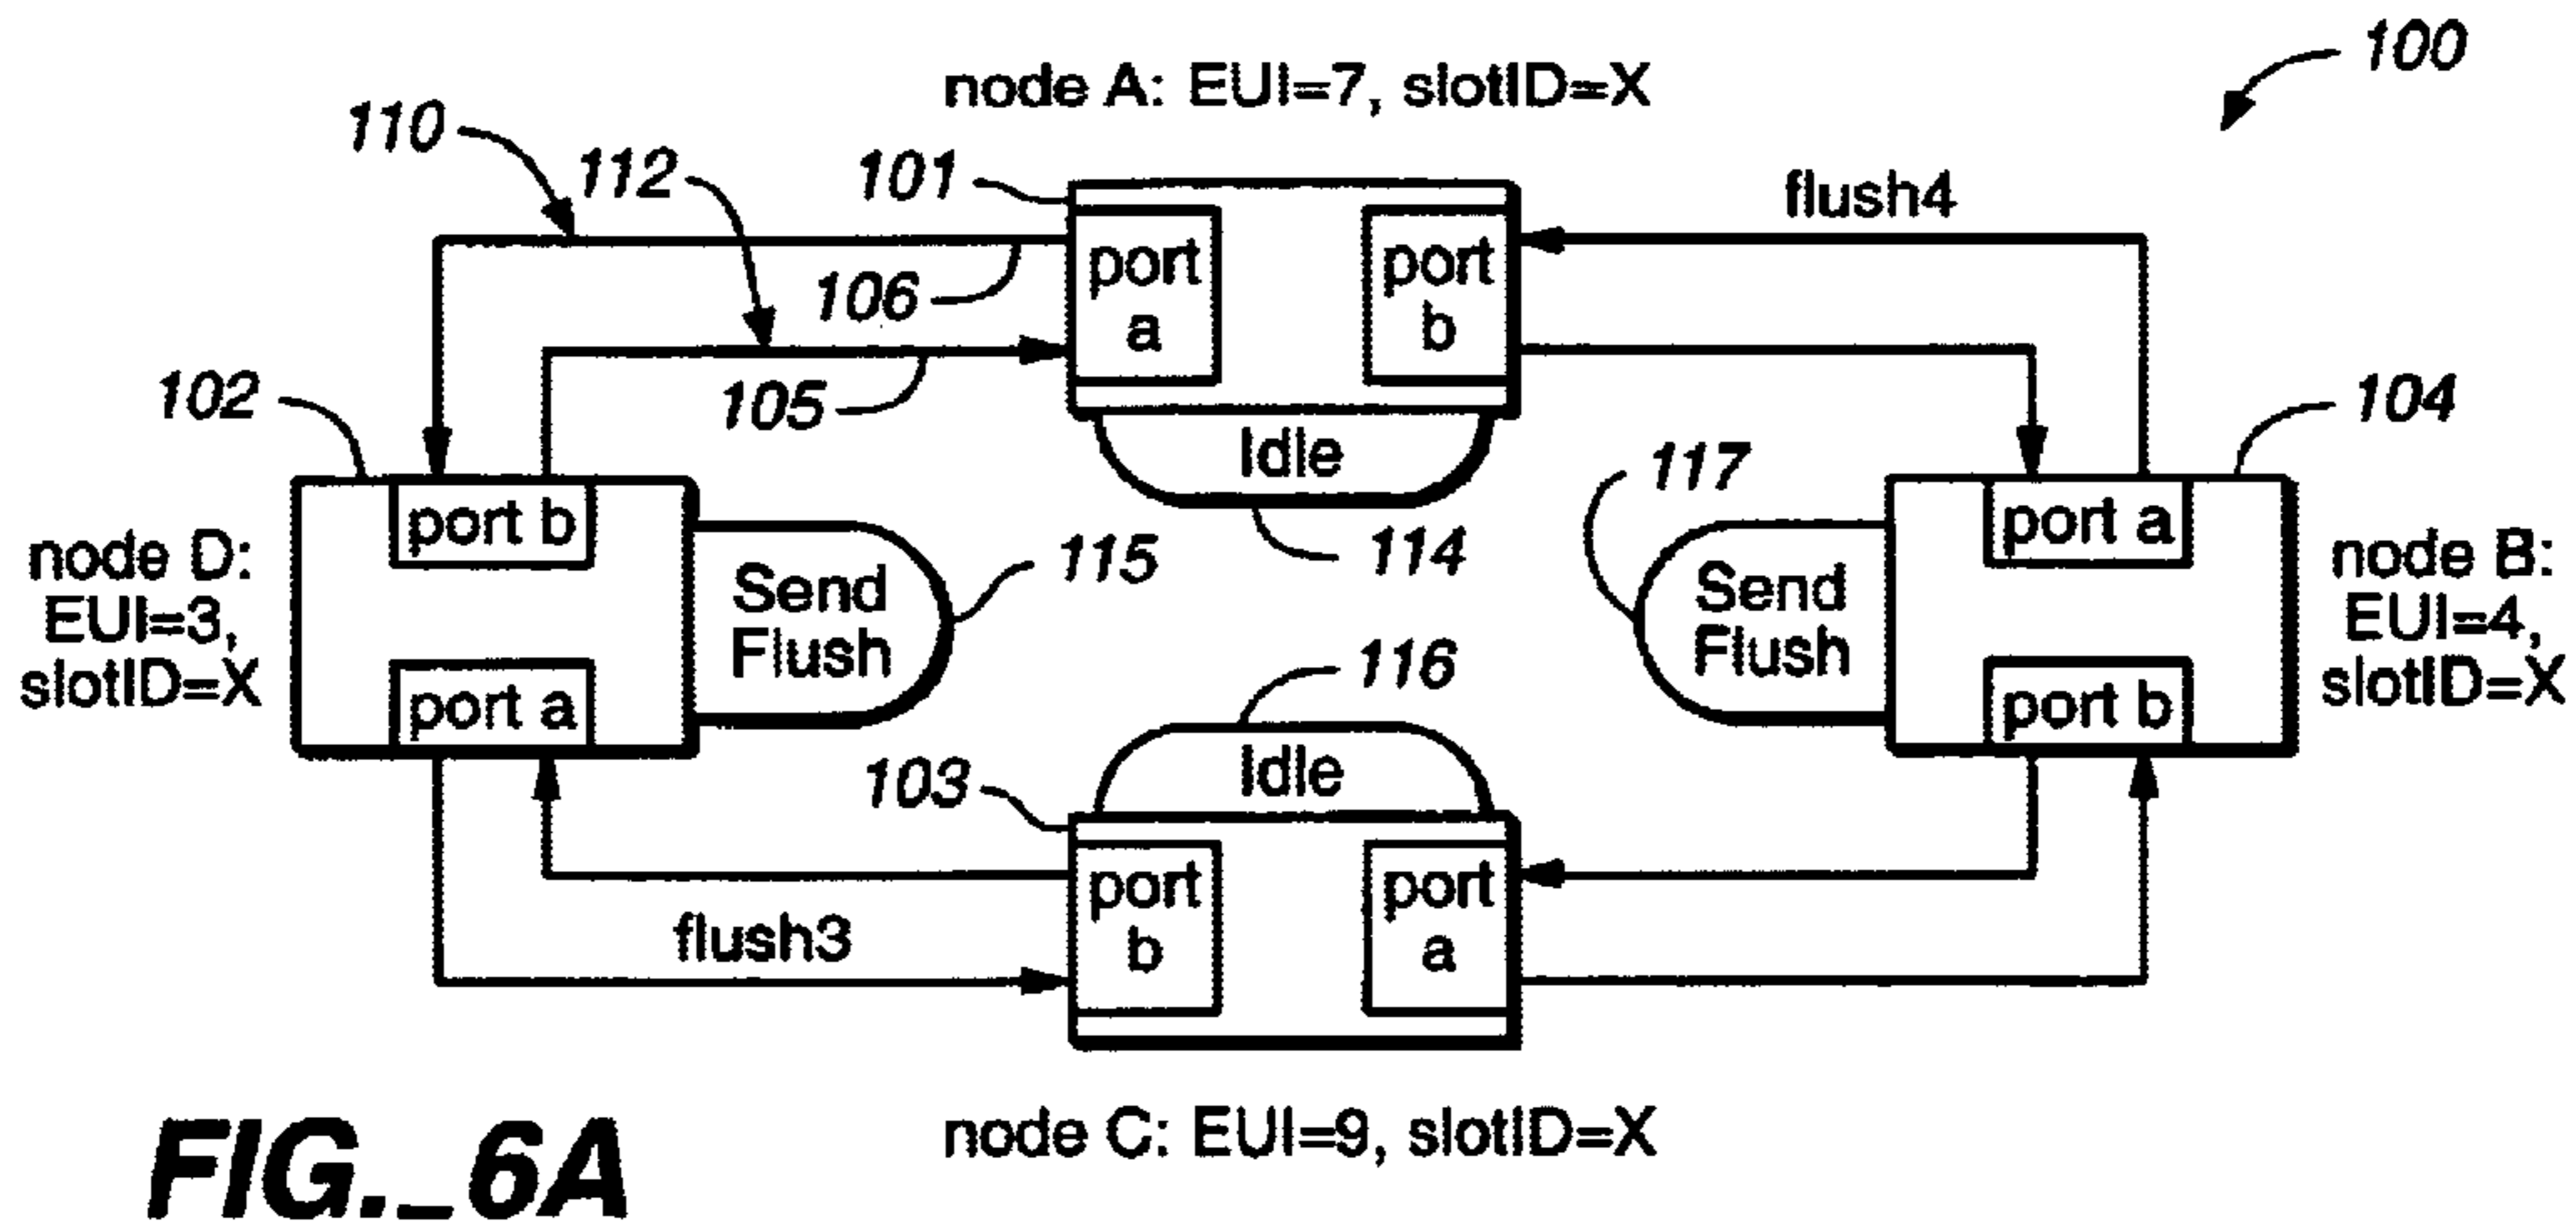 100
node A: EUI=7, slotID=X
110
112
101
flush4
port
a
port
b
106
105
102
104
Idle
117
114
port b
Send
Flush
115
Send
Flush
port a
node D:
EUI=3,
slotID=X
node B:
EUI=4,
slotID=X
116
port a
port b
Idle
103
port
b
port
a
flush3
node C: EUI=9, slotID=X
FIG._6A